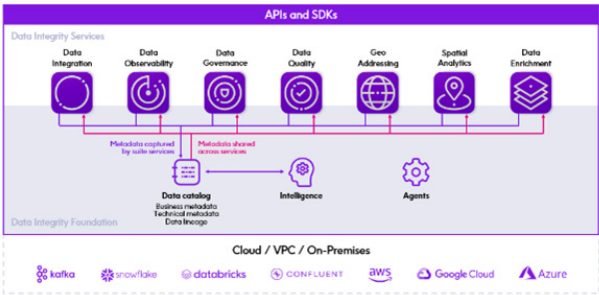 APIs and SDKs
Data Integrity Services
Data
Integration
Data
Observability
Data
Governance
Data
Quality
Geo
Addressing
Spatial
Analytics
Data
Enrichment
Metadata captured
by suite services
Metadata shared
across services
Data catalog
Business metadata
Technical metadata
Data lineage
Intelligence
Agents
Data Integrity Foundation
Cloud / VPC / On-Premises
kafka
snowflake
databricks
CONFLUENT
aws
Google Cloud
Azure